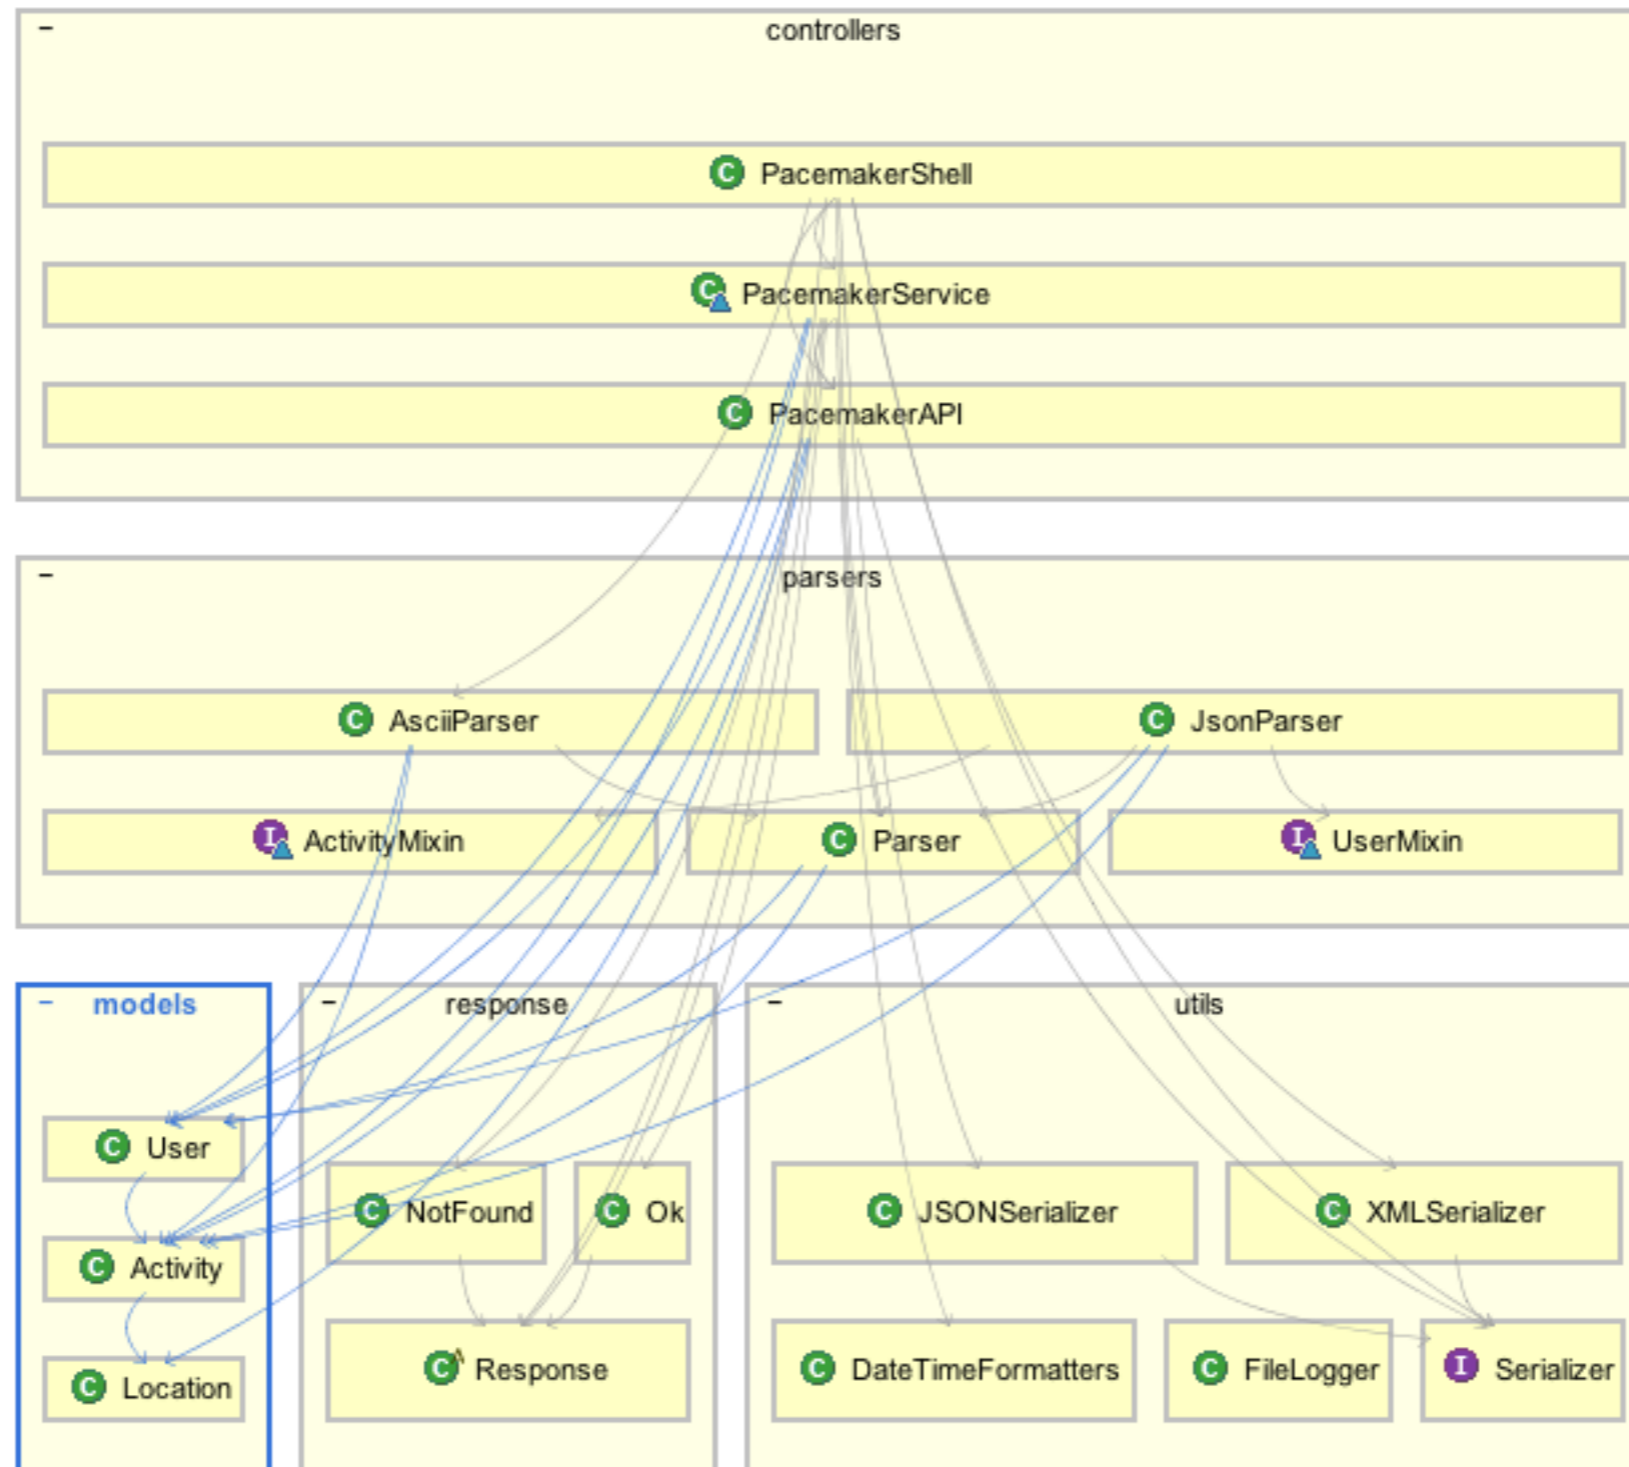 − controllers
C PacemakerShell
C PacemakerService
C PacemakerAPI
− parsers
C AsciiParser C JsonParser
I ActivityMixin C Parser I UserMixin
− models − response − utils
C User
C NotFound C Ok C JSONSerializer C XMLSerializer
C Activity
C Location C A Response C DateTimeFormatters C FileLogger I Serializer